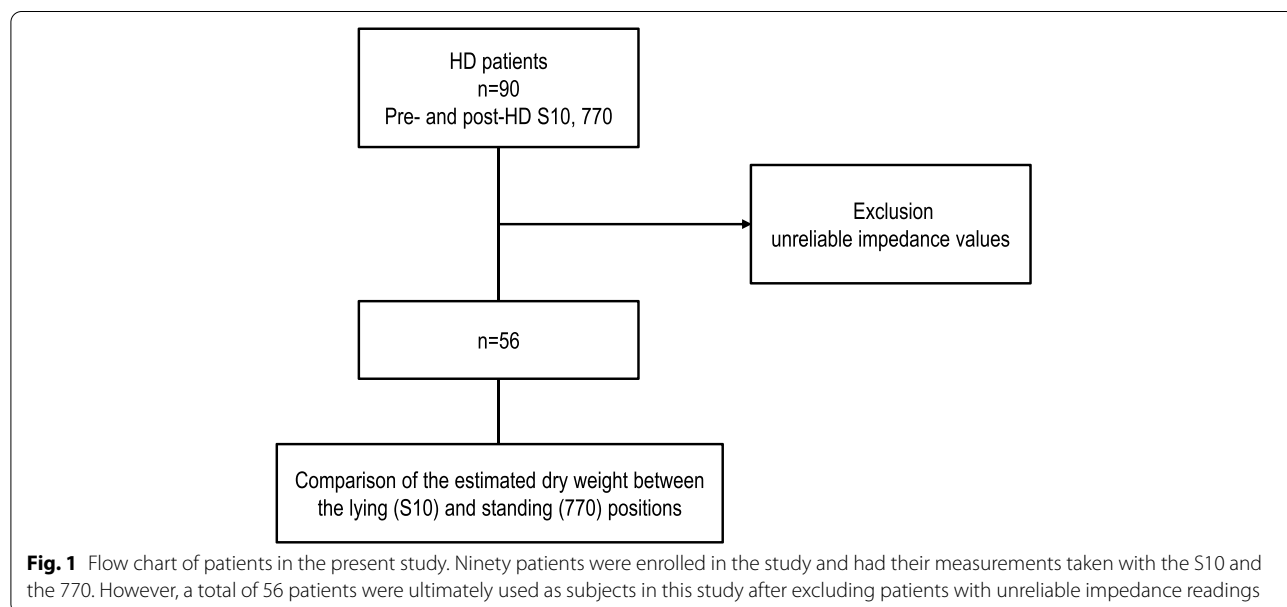 HD patients
n=90
Pre- and post-HD S10, 770
Exclusion
unreliable impedance values
n=56
Comparison of the estimated dry weight between
the lying (S10) and standing (770) positions
Fig. 1 Flow chart of patients in the present study. Ninety patients were enrolled in the study and had their measurements taken with the S10 and
the 770. However, a total of 56 patients were ultimately used as subjects in this study after excluding patients with unreliable impedance readings